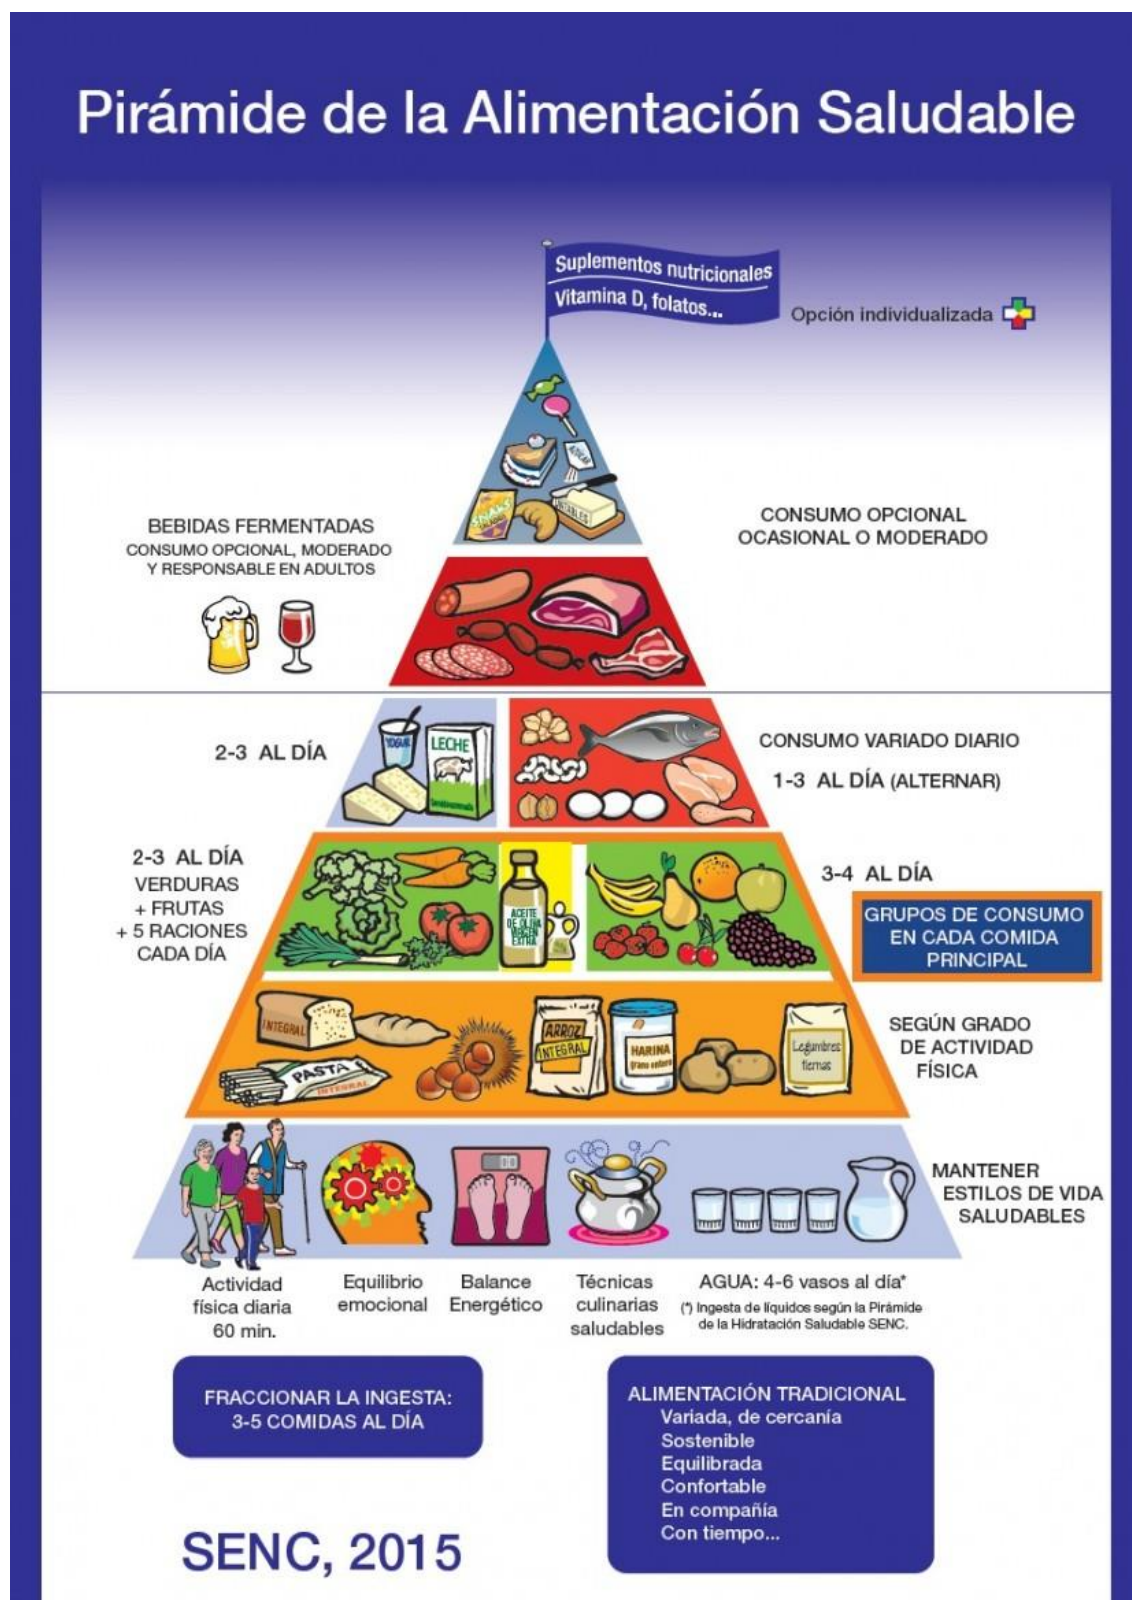 Pirámide de la Alimentación Saludable
Suplementos nutricionales
Vitamina D, folatos...
Opción individualizada
AZÚCAR
SNAKS
SALADOS
UNTABLES
BEBIDAS FERMENTADAS
CONSUMO OPCIONAL, MODERADO
Y RESPONSABLE EN ADULTOS
CONSUMO OPCIONAL
OCASIONAL O MODERADO
2-3 AL DÍA
YOGUR
LECHE
CONSUMO VARIADO DIARIO
1-3 AL DÍA (ALTERNAR)
2-3 AL DÍA
VERDURAS
+ FRUTAS
+ 5 RACIONES
CADA DÍA
ACEITE
DE OLIVA
VIRGEN
EXTRA
3-4 AL DÍA
GRUPOS DE CONSUMO
EN CADA COMIDA
PRINCIPAL
INTEGRAL
PASTA
INTEGRAL
ARROZ
INTEGRAL
HARINA
grano entero
Legumbres
tiernas
SEGÚN GRADO
DE ACTIVIDAD
FÍSICA
MANTENER
ESTILOS DE VIDA
SALUDABLES
Actividad
física diaria
60 min.
Equilibrio
emocional
Balance
Energético
Técnicas
culinarias
saludables
AGUA: 4-6 vasos al día*
(*) Ingesta de líquidos según la Pirámide
de la Hidratación Saludable SENC.
FRACCIONAR LA INGESTA:
3-5 COMIDAS AL DÍA
ALIMENTACIÓN TRADICIONAL
Variada, de cercanía
Sostenible
Equilibrada
Confortable
En compañía
Con tiempo...
SENC, 2015